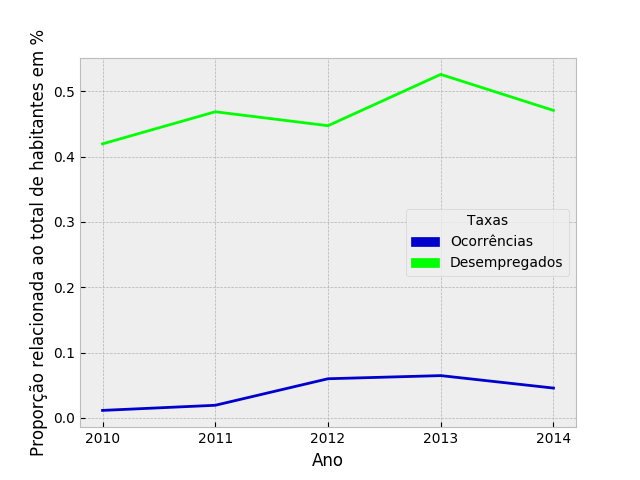 Proporção relacionada ao total de habitantes em %
0.5
0.4
0.3
0.2
0.1
0.0
Taxas
Ocorrências
Desempregados
2010 2011 2012 2013 2014
Ano